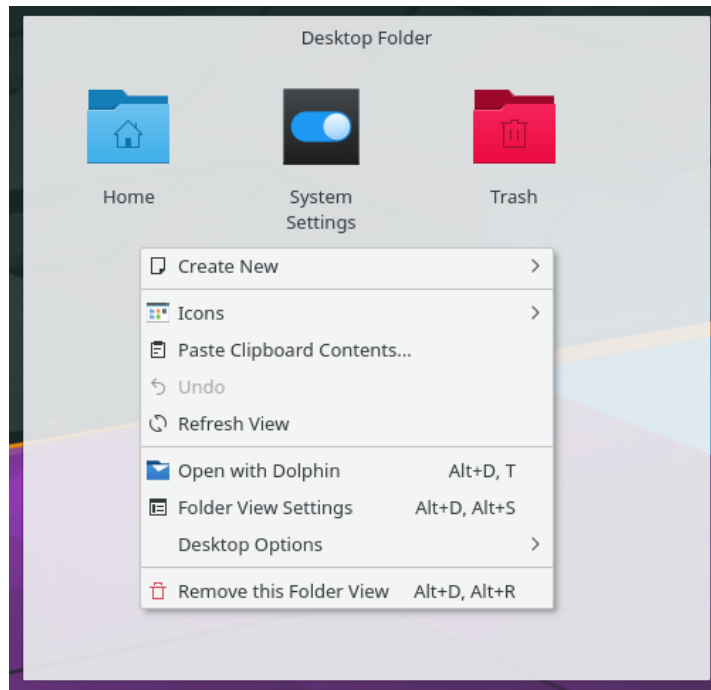 Desktop Folder
Home
System
Settings
Trash
Create New
Icons
Paste Clipboard Contents...
Undo
Refresh View
Open with Dolphin Alt+D, T
Folder View Settings Alt+D, Alt+S
Desktop Options
Remove this Folder View Alt+D, Alt+R